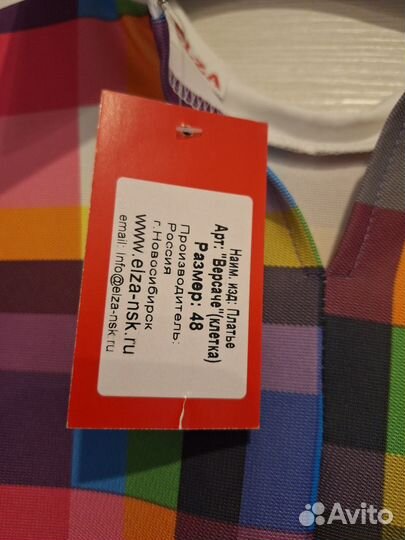 ELZA
Наим. изд: Платье
Арт: "Версаче"(клетка)
Размер: 48
Производитель:
Россия
г.Новосибирск
www.elza-nsk.ru
email: info@elza-nsk.ru
Avito